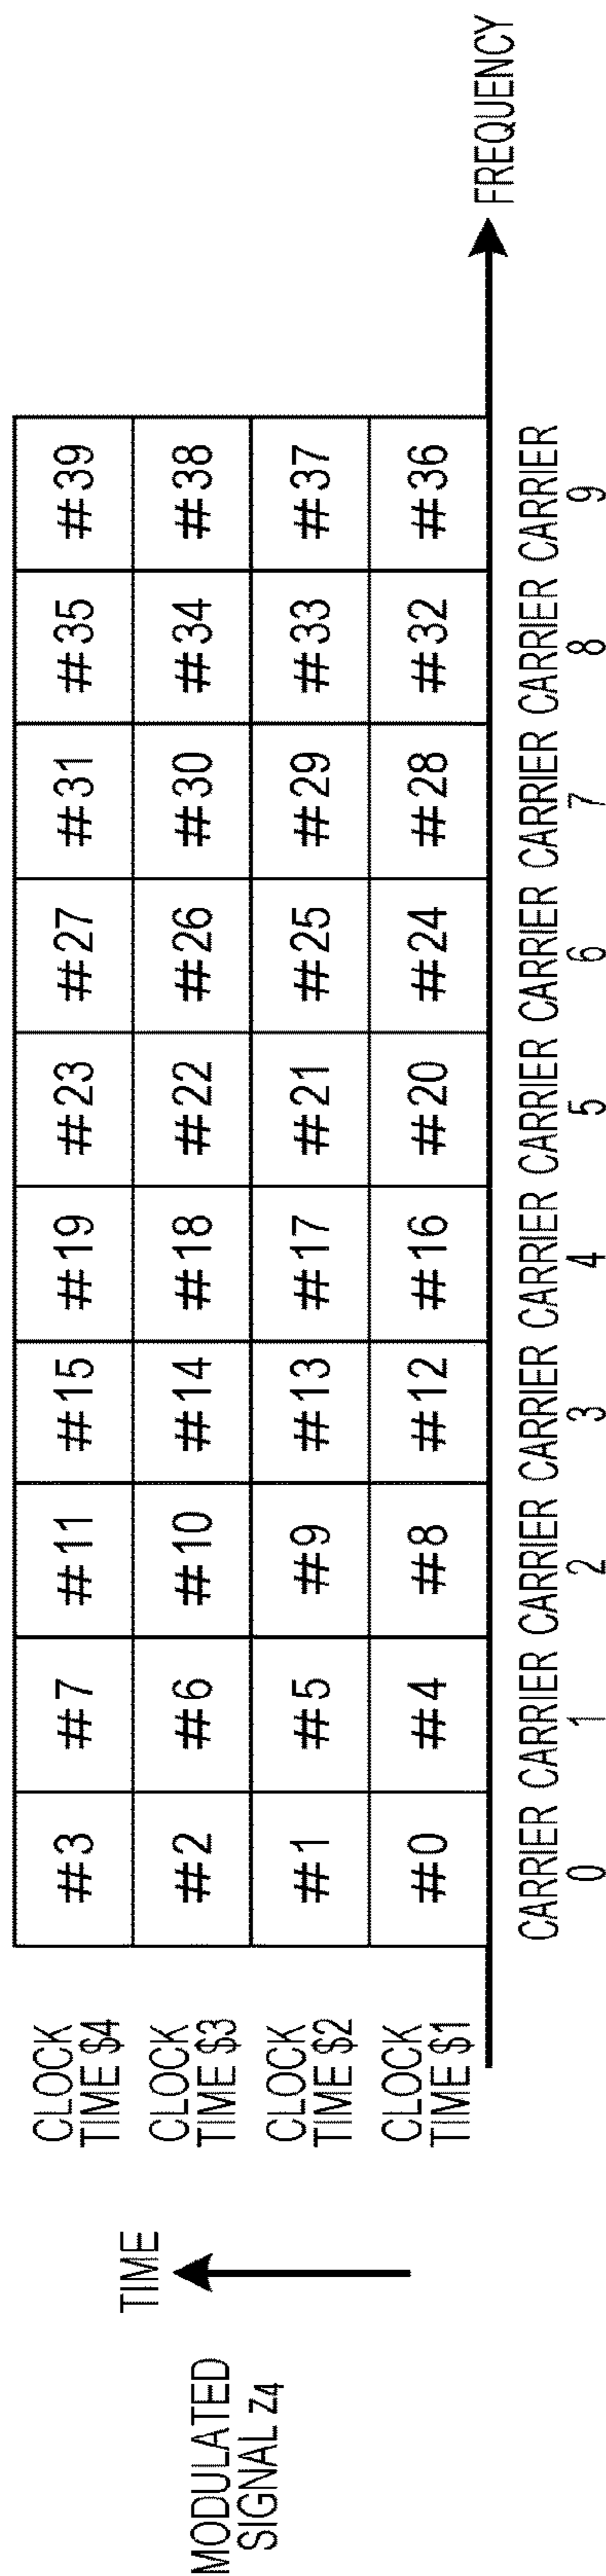 MODULATED
SIGNAL z4
TIME
CLOCK
TIME $4
#3 #7 #11 #15 #19 #23 #27 #31 #35 #39
CLOCK
TIME $3
#2 #6 #10 #14 #18 #22 #26 #30 #34 #38
CLOCK
TIME $2
#1 #5 #9 #13 #17 #21 #25 #29 #33 #37
CLOCK
TIME $1
#0 #4 #8 #12 #16 #20 #24 #28 #32 #36
FREQUENCY
CARRIER CARRIER CARRIER CARRIER CARRIER CARRIER CARRIER CARRIER CARRIER CARRIER
0 1 2 3 4 5 6 7 8 9